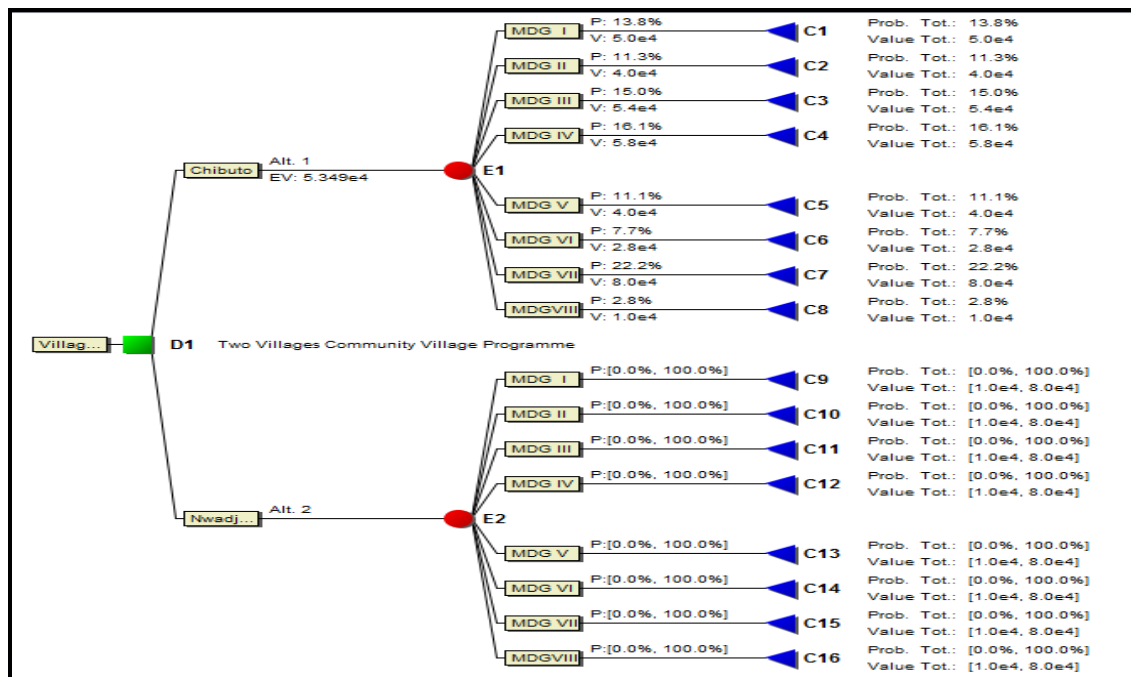 MDG I P: 13.8% V: 5.0e4 C1 Prob. Tot.: 13.8% Value Tot.: 5.0e4
MDG II P: 11.3% V: 4.0e4 C2 Prob. Tot.: 11.3% Value Tot.: 4.0e4
MDG III P: 15.0% V: 5.4e4 C3 Prob. Tot.: 15.0% Value Tot.: 5.4e4
MDG IV P: 16.1% V: 5.8e4 C4 Prob. Tot.: 16.1% Value Tot.: 5.8e4
Chibuto Alt. 1 EV: 5.349e4 E1
MDG V P: 11.1% V: 4.0e4 C5 Prob. Tot.: 11.1% Value Tot.: 4.0e4
MDG VI P: 7.7% V: 2.8e4 C6 Prob. Tot.: 7.7% Value Tot.: 2.8e4
MDG VII P: 22.2% V: 8.0e4 C7 Prob. Tot.: 22.2% Value Tot.: 8.0e4
MDGVIII P: 2.8% V: 1.0e4 C8 Prob. Tot.: 2.8% Value Tot.: 1.0e4
Villag... D1 Two Villages Community Village Programme
MDG I P:[0.0%, 100.0%] C9 Prob. Tot.: [0.0%, 100.0%] Value Tot.: [1.0e4, 8.0e4]
MDG II P:[0.0%, 100.0%] C10 Prob. Tot.: [0.0%, 100.0%] Value Tot.: [1.0e4, 8.0e4]
MDG III P:[0.0%, 100.0%] C11 Prob. Tot.: [0.0%, 100.0%] Value Tot.: [1.0e4, 8.0e4]
MDG IV P:[0.0%, 100.0%] C12 Prob. Tot.: [0.0%, 100.0%] Value Tot.: [1.0e4, 8.0e4]
Nwadj... Alt. 2 E2
MDG V P:[0.0%, 100.0%] C13 Prob. Tot.: [0.0%, 100.0%] Value Tot.: [1.0e4, 8.0e4]
MDG VI P:[0.0%, 100.0%] C14 Prob. Tot.: [0.0%, 100.0%] Value Tot.: [1.0e4, 8.0e4]
MDG VII P:[0.0%, 100.0%] C15 Prob. Tot.: [0.0%, 100.0%] Value Tot.: [1.0e4, 8.0e4]
MDGVIII P:[0.0%, 100.0%] C16 Prob. Tot.: [0.0%, 100.0%] Value Tot.: [1.0e4, 8.0e4]